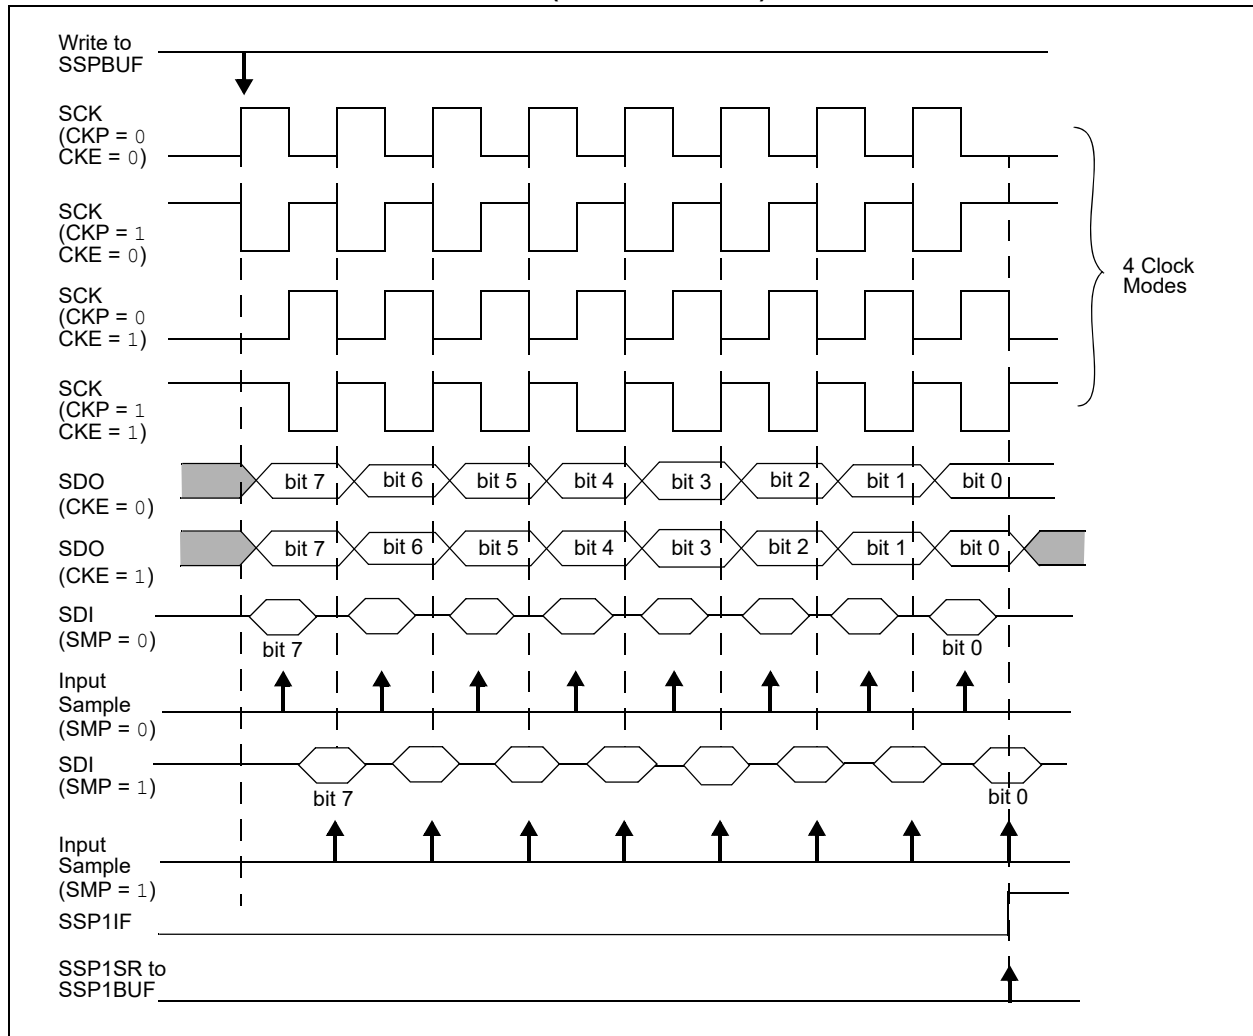 Write to
SSPBUF
SCK
(CKP = 0
CKE = 0)
SCK
(CKP = 1
CKE = 0)
SCK
(CKP = 0
CKE = 1)
SCK
(CKP = 1
CKE = 1)
4 Clock
Modes
SDO
(CKE = 0)
bit 7 bit 6 bit 5 bit 4 bit 3 bit 2 bit 1 bit 0
SDO
(CKE = 1)
bit 7 bit 6 bit 5 bit 4 bit 3 bit 2 bit 1 bit 0
SDI
(SMP = 0)
bit 7 bit 0
Input
Sample
(SMP = 0)
SDI
(SMP = 1)
bit 7 bit 0
Input
Sample
(SMP = 1)
SSP1IF
SSP1SR to
SSP1BUF